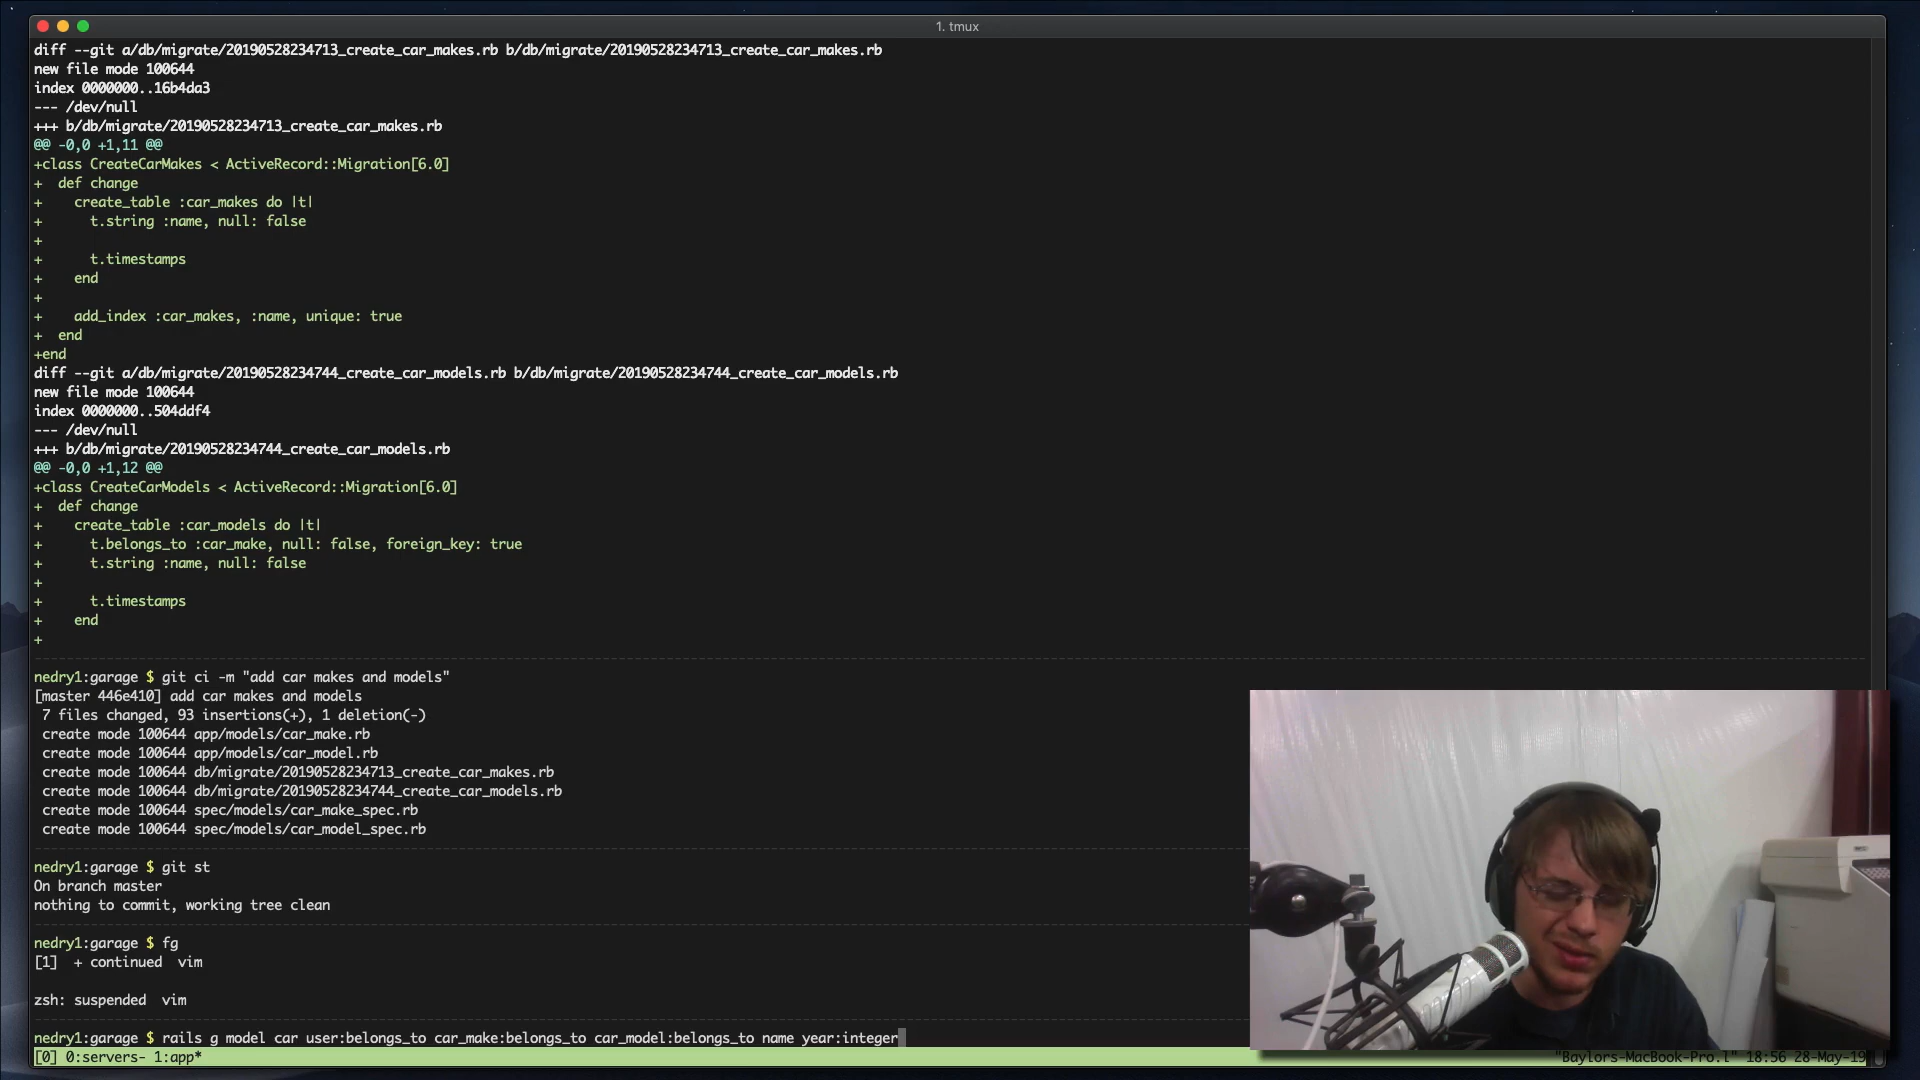 1. tmux
diff --git a/db/migrate/20190528234713_create_car_makes.rb b/db/migrate/20190528234713_create_car_makes.rb
new file mode 100644
index 0000000..16b4da3
--- /dev/null
+++ b/db/migrate/20190528234713_create_car_makes.rb
@@ -0,0 +1,11 @@
+class CreateCarMakes < ActiveRecord::Migration[6.0]
+  def change
+    create_table :car_makes do |t|
+      t.string :name, null: false
+
+      t.timestamps
+    end
+
+    add_index :car_makes, :name, unique: true
+  end
+end
diff --git a/db/migrate/20190528234744_create_car_models.rb b/db/migrate/20190528234744_create_car_models.rb
new file mode 100644
index 0000000..504ddf4
--- /dev/null
+++ b/db/migrate/20190528234744_create_car_models.rb
@@ -0,0 +1,12 @@
+class CreateCarModels < ActiveRecord::Migration[6.0]
+  def change
+    create_table :car_models do |t|
+      t.belongs_to :car_make, null: false, foreign_key: true
+      t.string :name, null: false
+
+      t.timestamps
+    end
+
nedry1:garage $ git ci -m "add car makes and models"
[master 446e410] add car makes and models
 7 files changed, 93 insertions(+), 1 deletion(-)
 create mode 100644 app/models/car_make.rb
 create mode 100644 app/models/car_model.rb
 create mode 100644 db/migrate/20190528234713_create_car_makes.rb
 create mode 100644 db/migrate/20190528234744_create_car_models.rb
 create mode 100644 spec/models/car_make_spec.rb
 create mode 100644 spec/models/car_model_spec.rb
nedry1:garage $ git st
On branch master
nothing to commit, working tree clean
nedry1:garage $ fg
[1]  + continued  vim
zsh: suspended  vim
nedry1:garage $ rails g model car user:belongs_to car_make:belongs_to car_model:belongs_to name year:integer
[0] 0:servers- 1:app* "Baylors-MacBook-Pro.l" 18:56 28-May-19